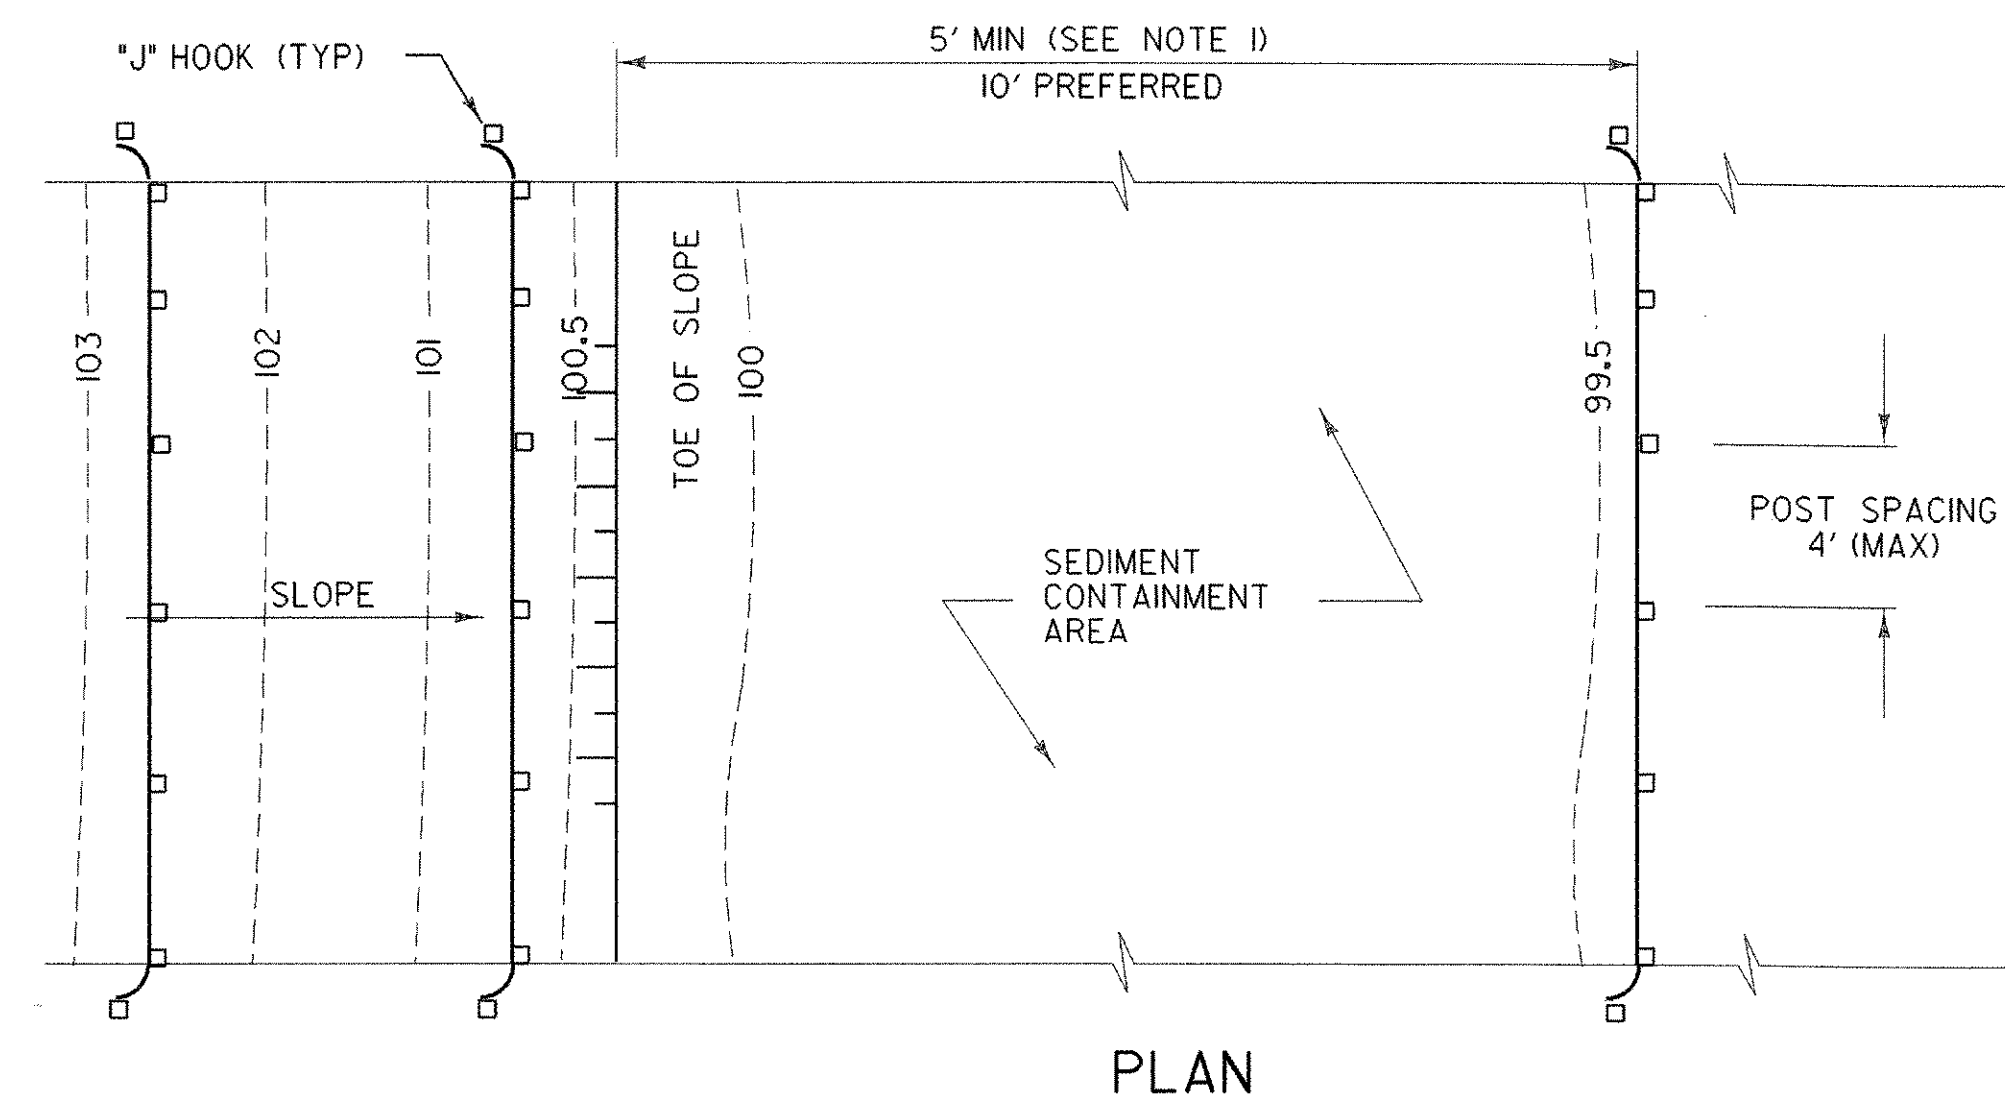 "J" HOOK (TYP)
5' MIN (SEE NOTE 1)
10' PREFERRED
103
102
101
100.5
TOE OF SLOPE
100
99.5
SLOPE
SEDIMENT
CONTAINMENT
AREA
POST SPACING
4' (MAX)
PLAN